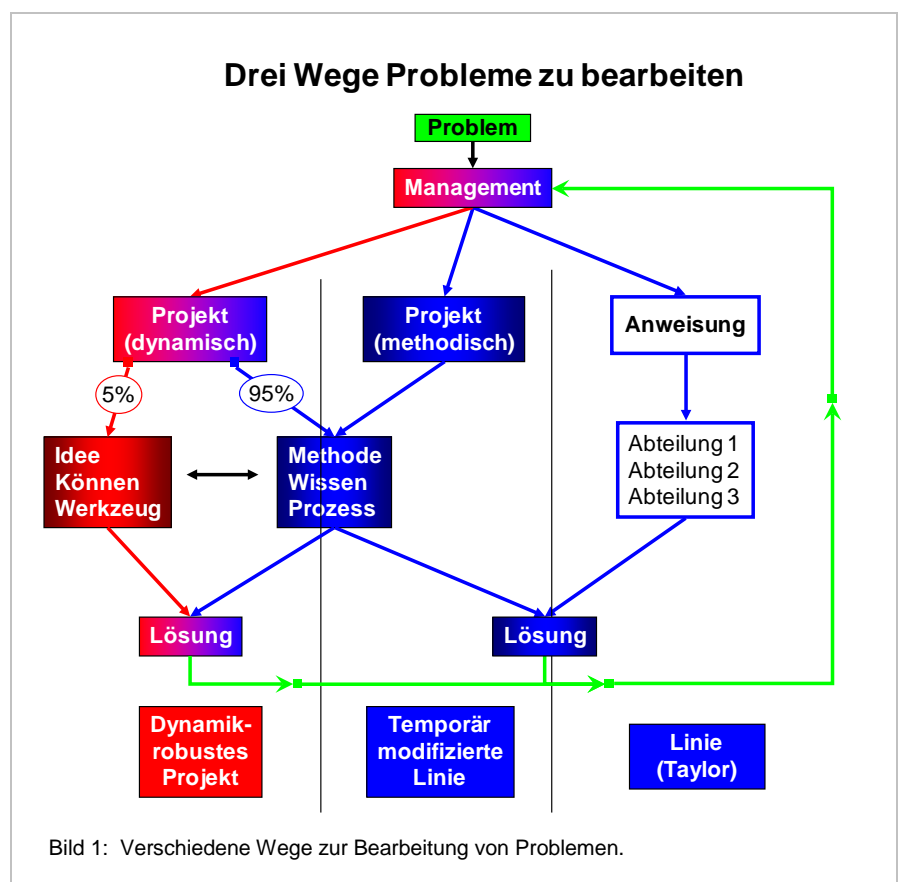 Drei Wege Probleme zu bearbeiten
Problem
Management
Projekt
(dynamisch)
Projekt
(methodisch)
Anweisung
5%
95%
Idee
Können
Werkzeug
Methode
Wissen
Prozess
Abteilung 1
Abteilung 2
Abteilung 3
Lösung
Lösung
Dynamik-
robustes
Projekt
Temporär
modifizierte
Linie
Linie
(Taylor)
Bild 1: Verschiedene Wege zur Bearbeitung von Problemen.